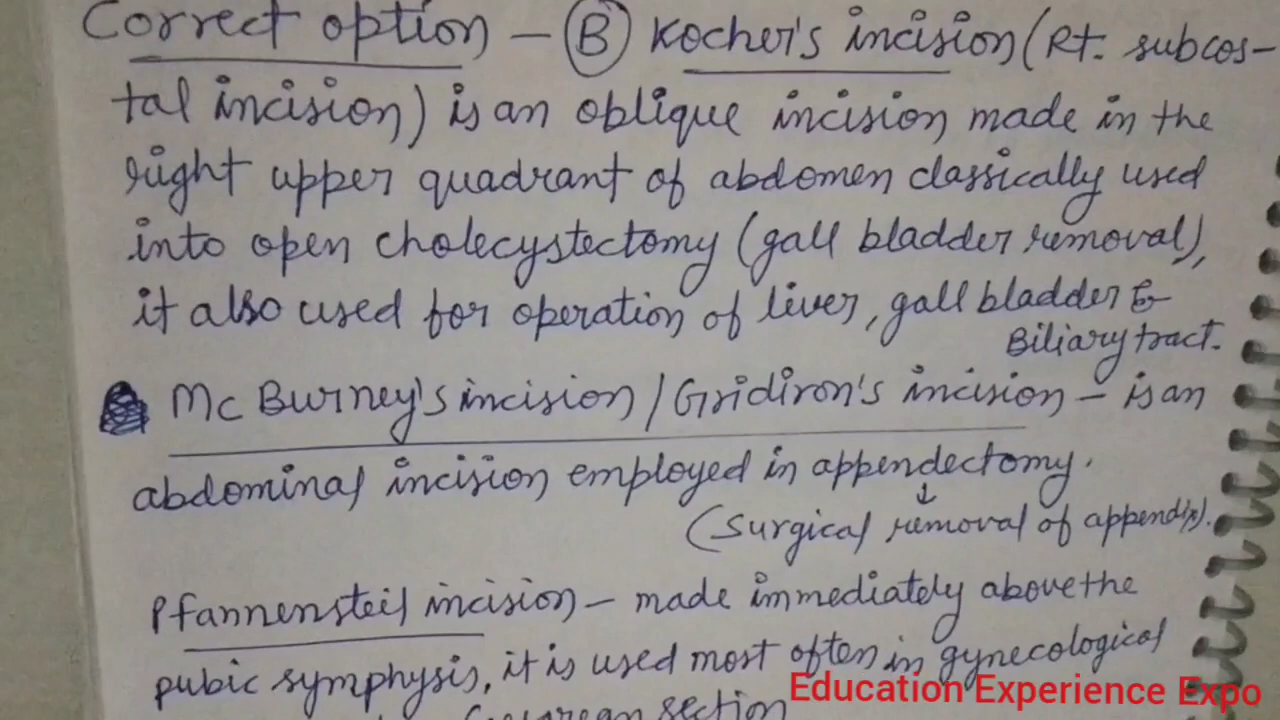 Correct option - B Kocher's incision (Rt. subcos-
tal incision) is an oblique incision made in the
right upper quadrant of abdomen classically used
into open cholecystectomy (gall bladder removal),
it also used for operation of liver, gall bladder &
Biliary tract.
Mc Burney's incision / Gridiron's incision - is an
abdominal incision employed in appendectomy.
↓
(Surgical removal of appendix).
Pfannensteil incision - made immediately above the
pubic symphysis, it is used most often in gynecological
section
Education Experience Expo